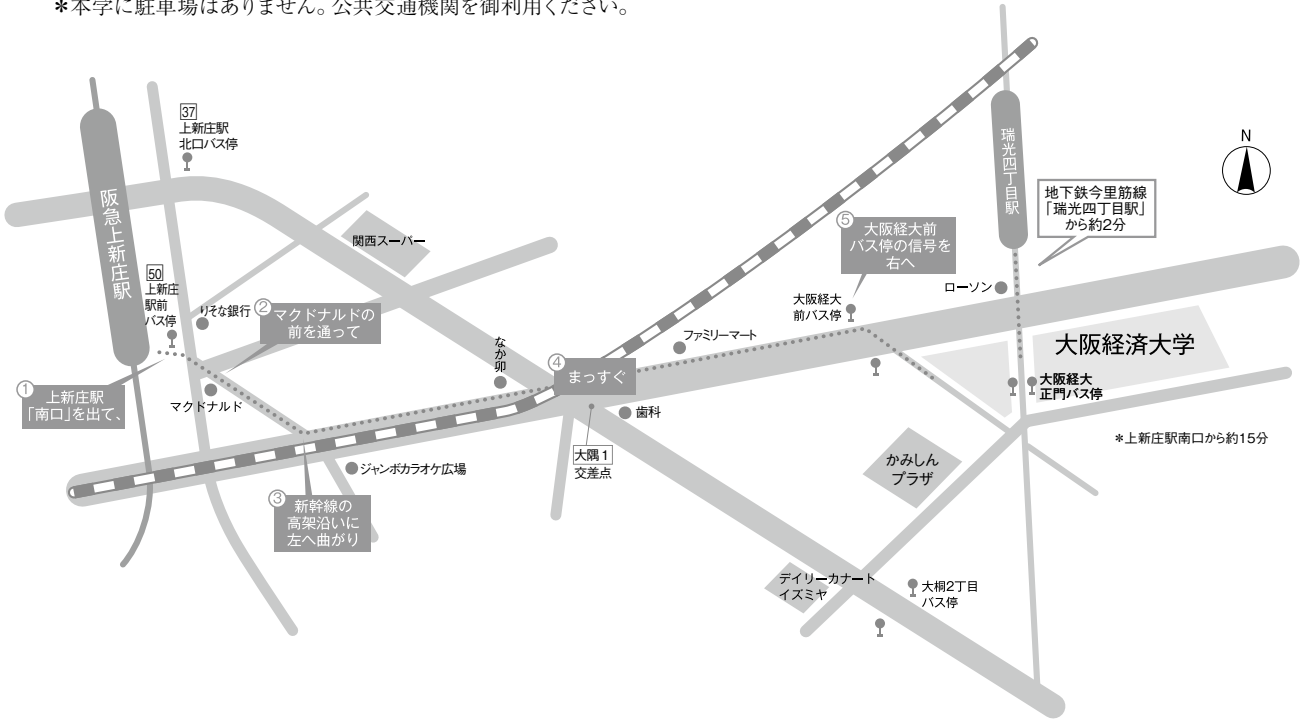 *本学に駐車場はありません。公共交通機関を御利用ください。
37
上新庄駅
北口バス停
阪急上新庄駅
50
上新庄
駅前
バス停
りそな銀行
関西スーパー
②
マクドナルドの
前を通って
①
上新庄駅
「南口」を出て、
マクドナルド
なか卯
④
まっすぐ
ファミリーマート
歯科
大隅1
交差点
ジャンボカラオケ広場
③
新幹線の
高架沿いに
左へ曲がり
⑤
大阪経大前
バス停の信号を
右へ
大阪経大
前バス停
瑞光四丁目駅
N
地下鉄今里筋線
「瑞光四丁目駅」
から約2分
ローソン
大阪経済大学
大阪経大
正門バス停
*上新庄駅南口から約15分
かみしん
プラザ
デイリーカナート
イズミヤ
大桐2丁目
バス停